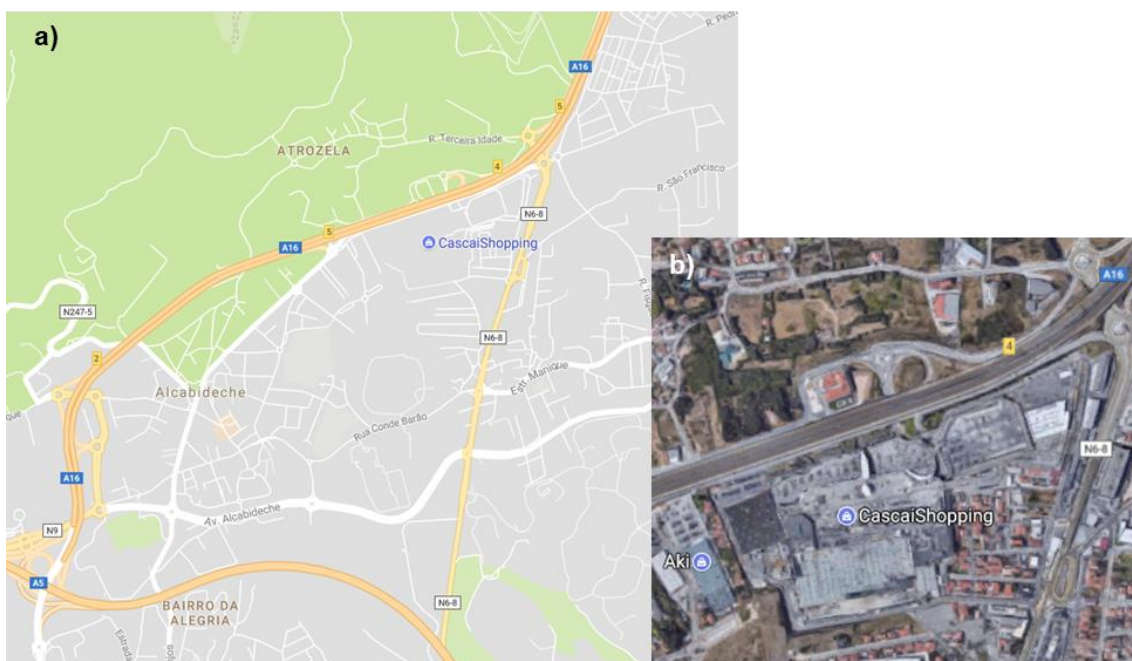 a)
R. Pedr
A16
5
R. Terceira Idade
ATROZELA
4
R. São Francisco
N6-8
5
A16
CascaiShopping
N247-5
2
Alcabideche
N6-8
Estr. Manique
Rua Conde Barão
A16
Av. Alcabideche
N9
A5
BAIRRO DA
ALEGRIA
N6-8
Estrada
b)
A16
4
N6-8
CascaiShopping
Aki